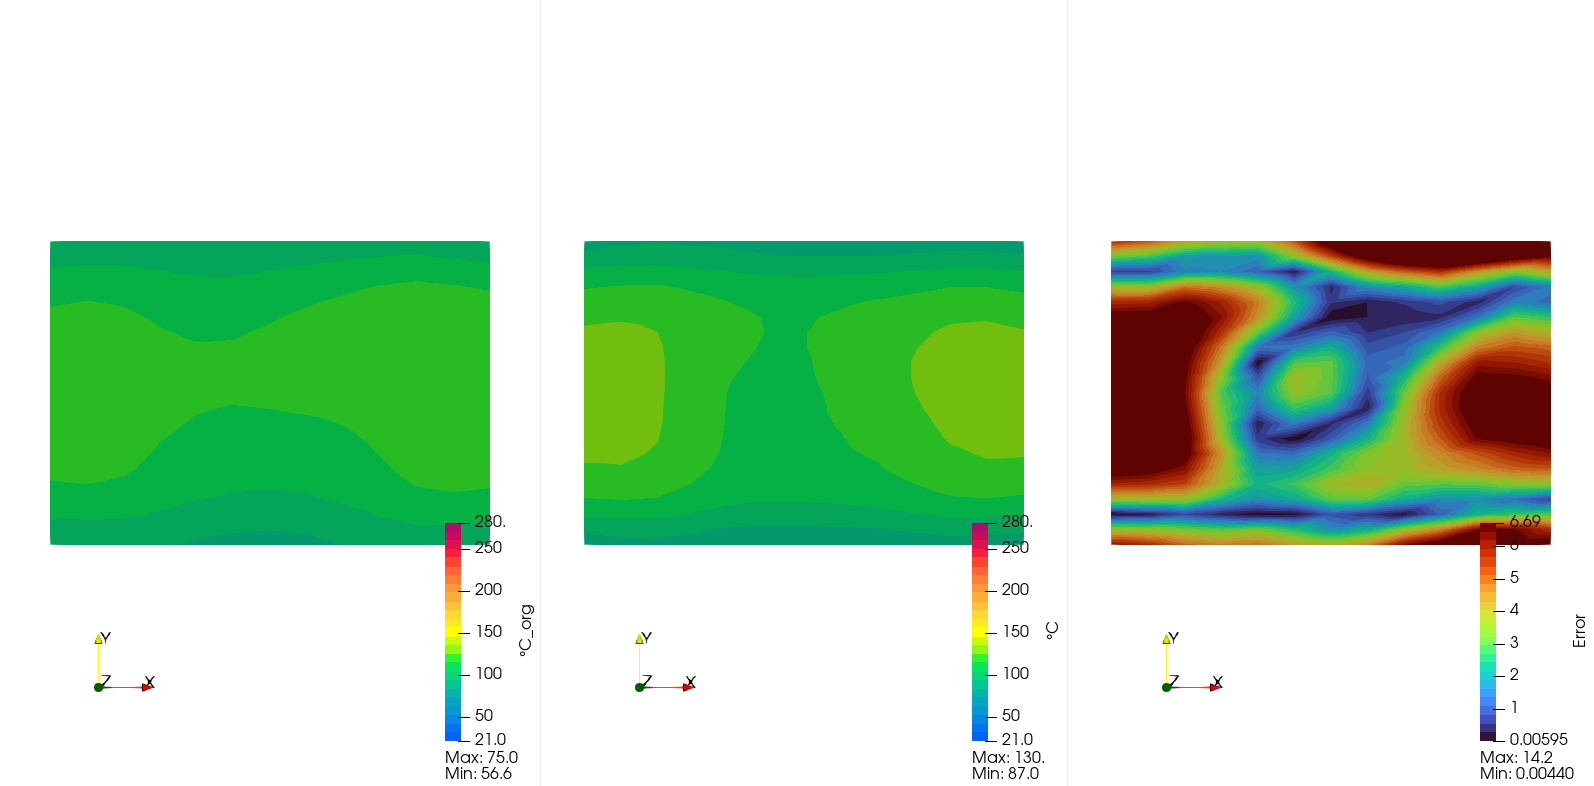 280.
250
200
150
100
50
21.0
°C_org
Max: 75.0
Min: 56.6
Y
Z
X
280.
250
200
150
100
50
21.0
°C
Max: 130.
Min: 87.0
Y
Z
X
6.69
6
5
4
3
2
1
0.00595
Error
Max: 14.2
Min: 0.00440
Y
Z
X